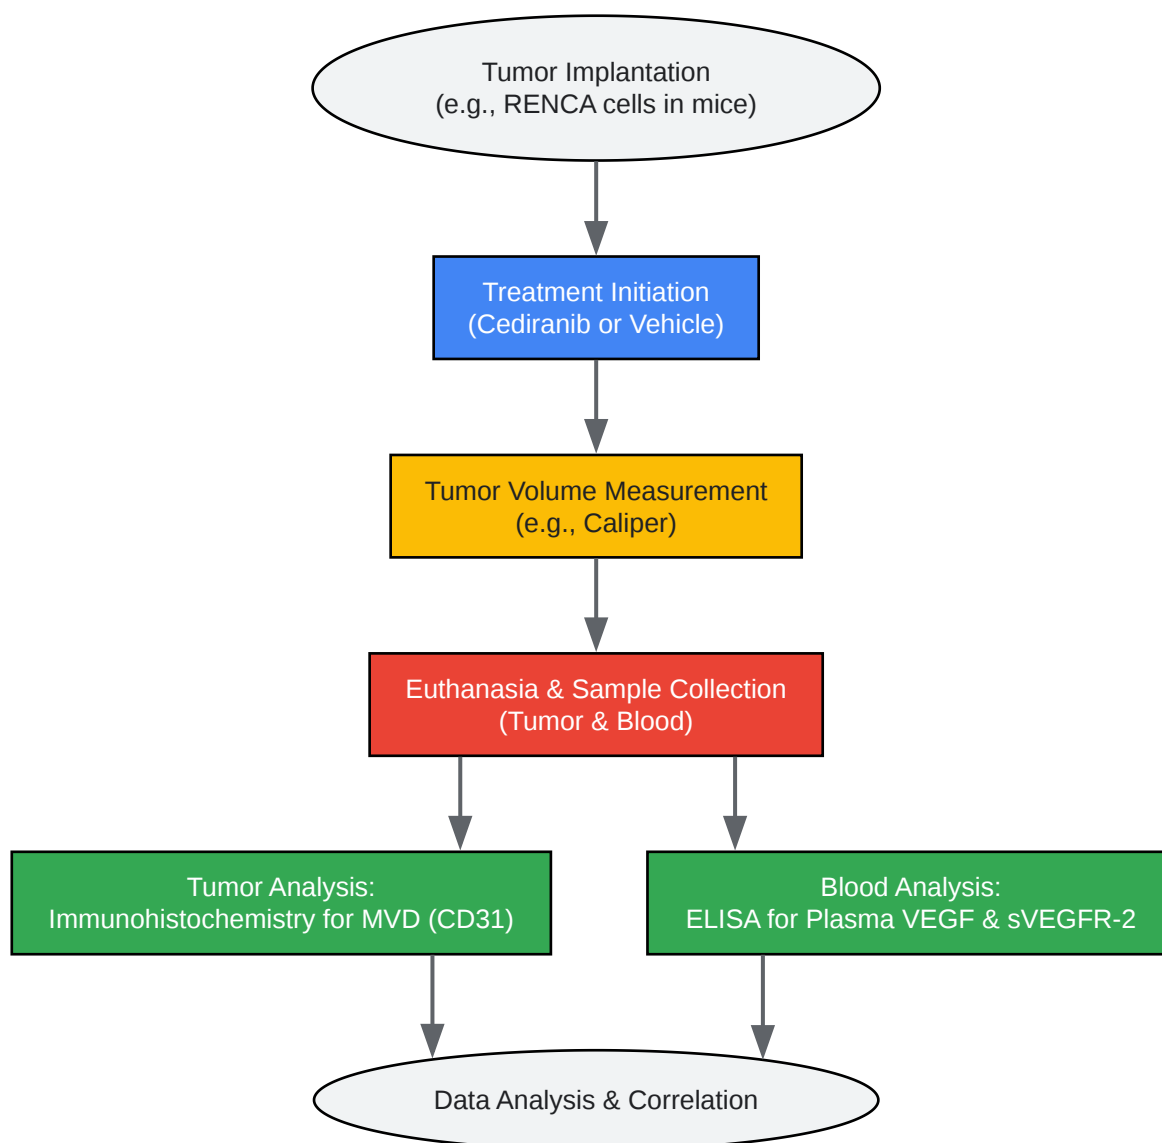 Tumor Implantation
(e.g., RENCA cells in mice)
Treatment Initiation
(Cediranib or Vehicle)
Tumor Volume Measurement
(e.g., Caliper)
Euthanasia & Sample Collection
(Tumor & Blood)
Tumor Analysis:
Immunohistochemistry for MVD (CD31)
Blood Analysis:
ELISA for Plasma VEGF & sVEGFR-2
Data Analysis & Correlation